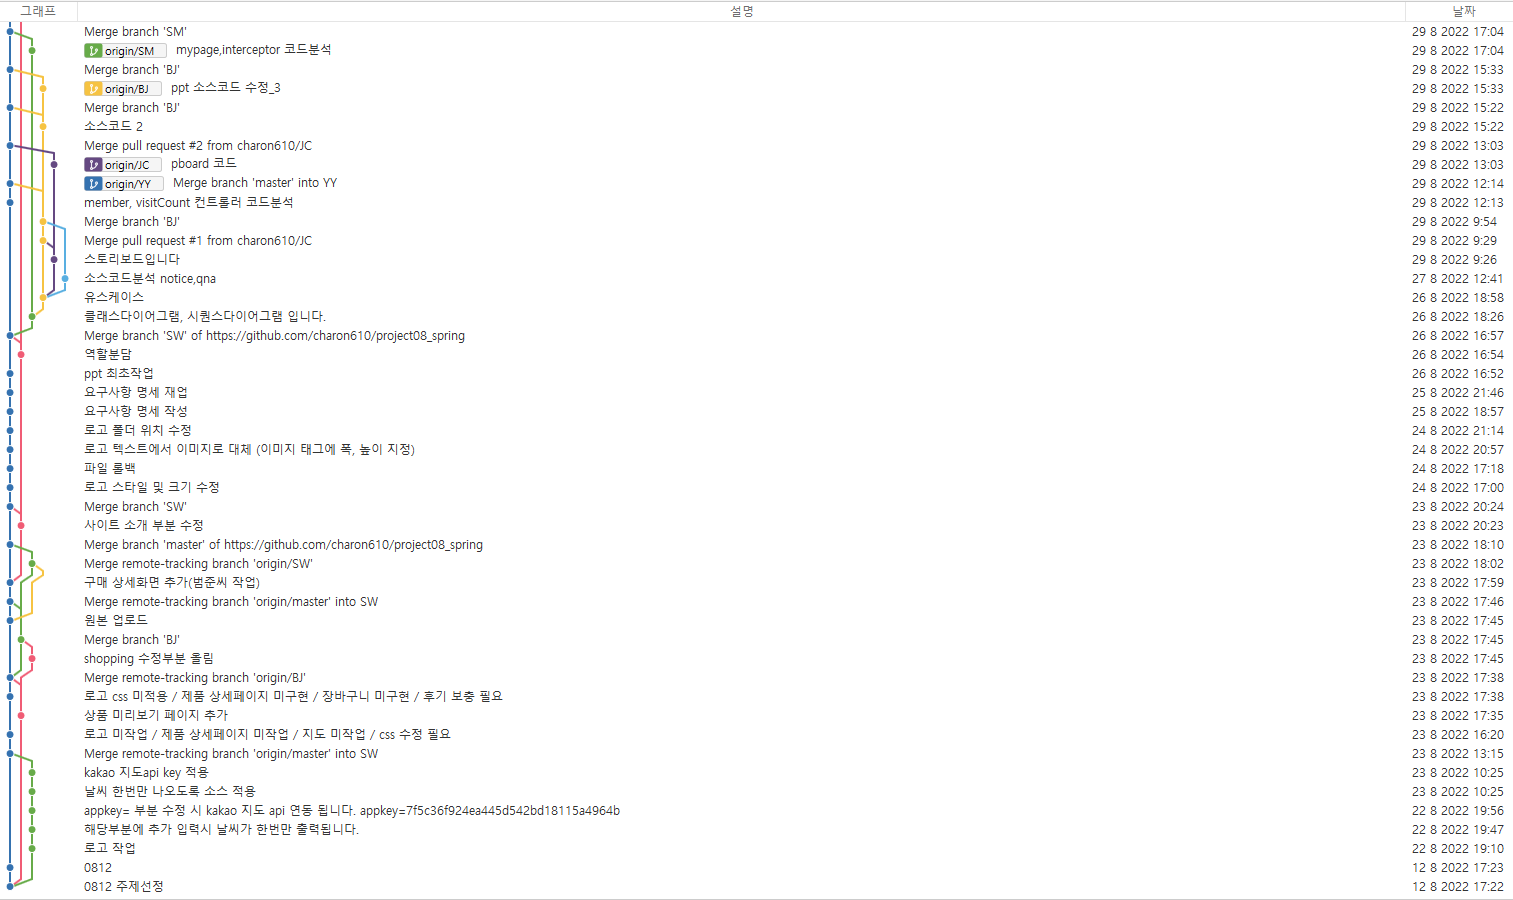 그래프 설명 날짜
Merge branch 'SM' 29 8 2022 17:04
origin/SM mypage,interceptor 코드분석 29 8 2022 17:04
Merge branch 'BJ' 29 8 2022 15:33
origin/BJ ppt 소스코드 수정_3 29 8 2022 15:33
Merge branch 'BJ' 29 8 2022 15:22
소스코드 2 29 8 2022 15:22
Merge pull request #2 from charon610/JC 29 8 2022 13:03
origin/JC pboard 코드 29 8 2022 13:03
origin/YY Merge branch 'master' into YY 29 8 2022 12:14
member, visitCount 컨트롤러 코드분석 29 8 2022 12:13
Merge branch 'BJ' 29 8 2022 9:54
Merge pull request #1 from charon610/JC 29 8 2022 9:29
스토리보드입니다 29 8 2022 9:26
소스코드분석 notice,qna 27 8 2022 12:41
유스케이스 26 8 2022 18:58
클래스다이어그램, 시퀀스다이어그램 입니다. 26 8 2022 18:26
Merge branch 'SW' of https://github.com/charon610/project08_spring 26 8 2022 16:57
역할분담 26 8 2022 16:54
ppt 최초작업 26 8 2022 16:52
요구사항 명세 재업 25 8 2022 21:46
요구사항 명세 작성 25 8 2022 18:57
로고 폴더 위치 수정 24 8 2022 21:14
로고 텍스트에서 이미지로 대체 (이미지 태그에 폭, 높이 지정) 24 8 2022 20:57
파일 롤백 24 8 2022 17:18
로고 스타일 및 크기 수정 24 8 2022 17:00
Merge branch 'SW' 23 8 2022 20:24
사이트 소개 부분 수정 23 8 2022 20:23
Merge branch 'master' of https://github.com/charon610/project08_spring 23 8 2022 18:10
Merge remote-tracking branch 'origin/SW' 23 8 2022 18:02
구매 상세화면 추가(범준씨 작업) 23 8 2022 17:59
Merge remote-tracking branch 'origin/master' into SW 23 8 2022 17:46
원본 업로드 23 8 2022 17:45
Merge branch 'BJ' 23 8 2022 17:45
shopping 수정부분 올림 23 8 2022 17:45
Merge remote-tracking branch 'origin/BJ' 23 8 2022 17:38
로고 css 미적용 / 제품 상세페이지 미구현 / 장바구니 미구현 / 후기 보충 필요 23 8 2022 17:38
상품 미리보기 페이지 추가 23 8 2022 17:35
로고 미작업 / 제품 상세페이지 미작업 / 지도 미작업 / css 수정 필요 23 8 2022 16:20
Merge remote-tracking branch 'origin/master' into SW 23 8 2022 13:15
kakao 지도api key 적용 23 8 2022 10:25
날씨 한번만 나오도록 소스 적용 23 8 2022 10:25
appkey= 부분 수정 시 kakao 지도 api 연동 됩니다. appkey=7f5c36f924ea445d542bd18115a4964b 22 8 2022 19:56
해당부분에 추가 입력시 날씨가 한번만 출력됩니다. 22 8 2022 19:47
로고 작업 22 8 2022 19:10
0812 12 8 2022 17:23
0812 주제선정 12 8 2022 17:22